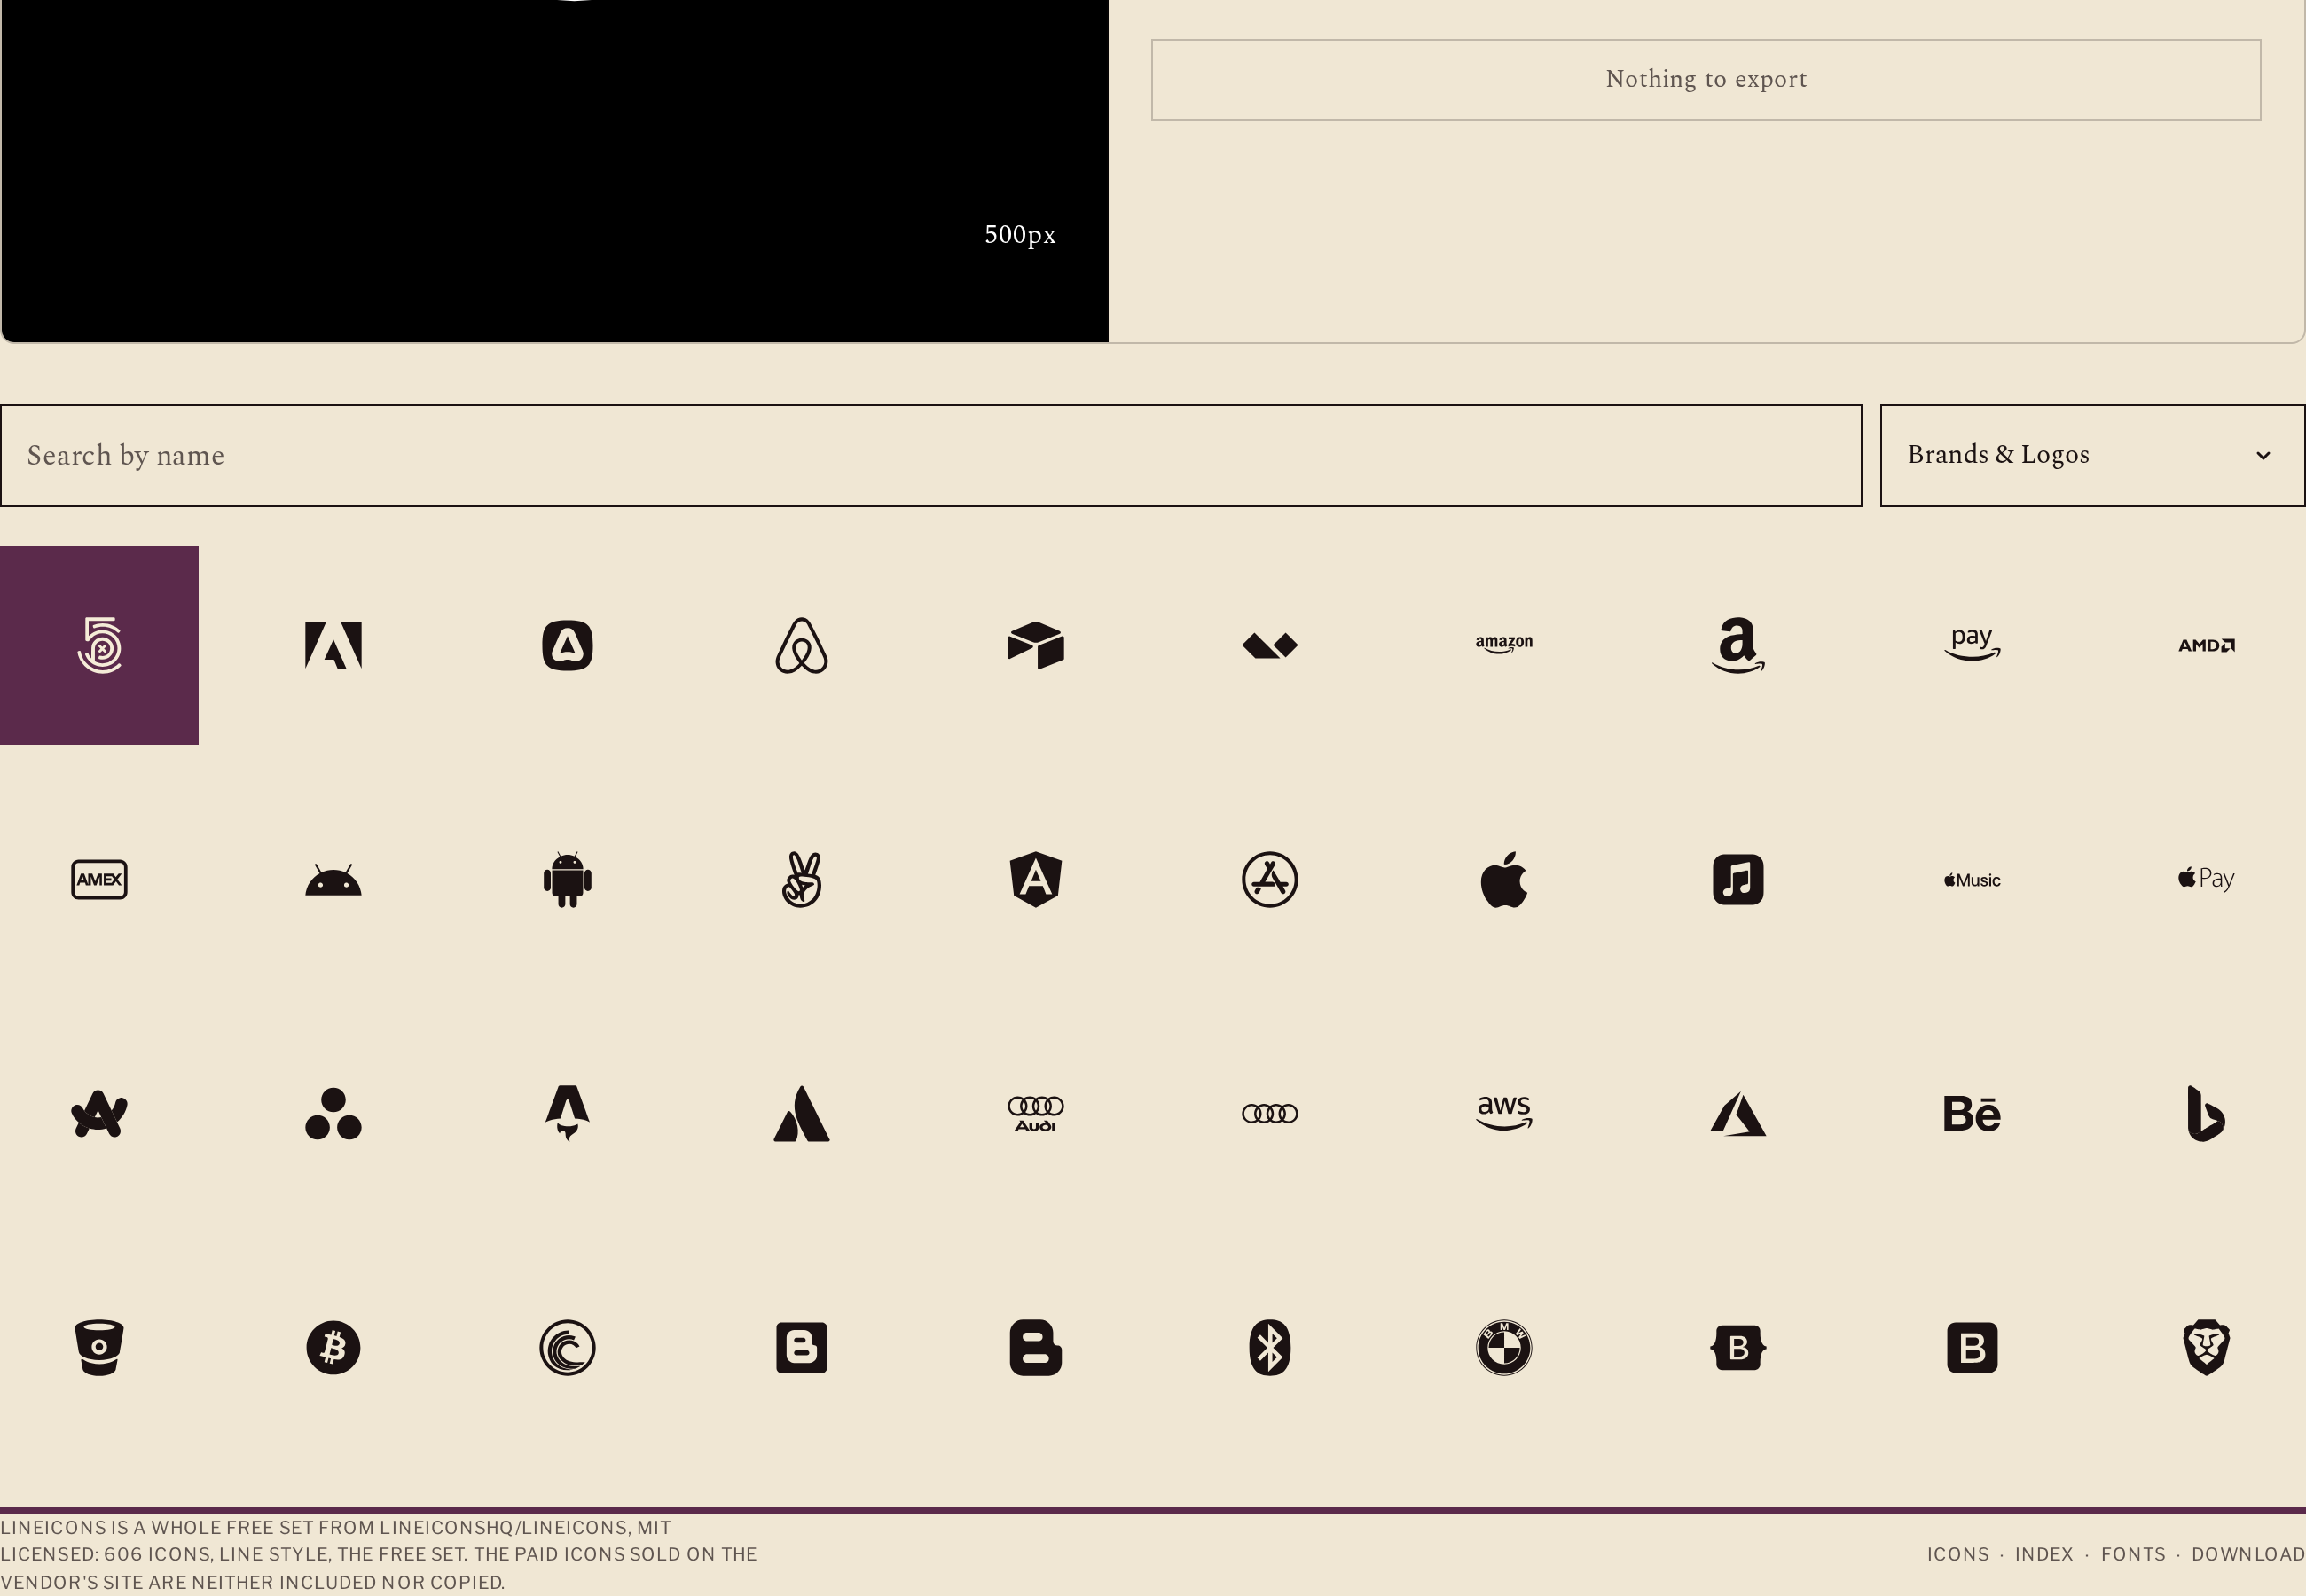 Nothing to export
500px
Search by name
Brands & Logos
amazon
a
pay
AMD
AMEX
A
Music
Pay
Audi
aws
Bē
B
BMW
B
B
LINEICONS IS A WHOLE FREE SET FROM LINEICONSHQ/LINEICONS, MIT
LICENSED: 606 ICONS, LINE STYLE, THE FREE SET. THE PAID ICONS SOLD ON THE
VENDOR'S SITE ARE NEITHER INCLUDED NOR COPIED.
ICONS · INDEX · FONTS · DOWNLOAD